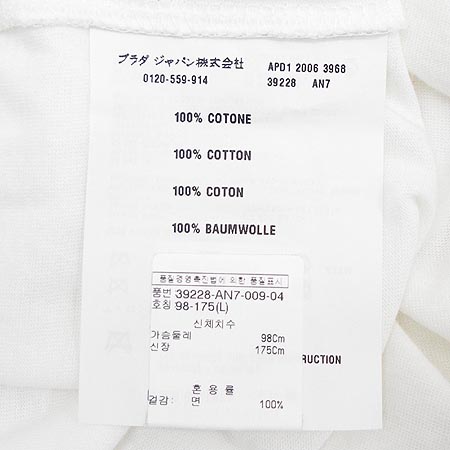 プラダ ジャパン株式会社
0120-559-914
APD1 2006 3968
39228 AN7
100% COTONE
100% COTTON
100% COTON
100% BAUMWOLLE
품질경영촉진법에 의한 품질표시
품번 39228-AN7-009-04
호칭 98-175(L)
신체치수
가슴둘레 98Cm
신장 175Cm
RUCTION
혼용률
겉감: 면 100%